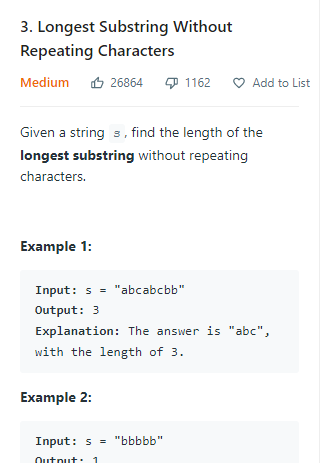 3. Longest Substring Without
Repeating Characters
Medium 26864 1162 Add to List
Given a string s, find the length of the
longest substring without repeating
characters.
Example 1:
Input: s = "abcabcbb"
Output: 3
Explanation: The answer is "abc",
with the length of 3.
Example 2:
Input: s = "bbbbb"
Output: 1